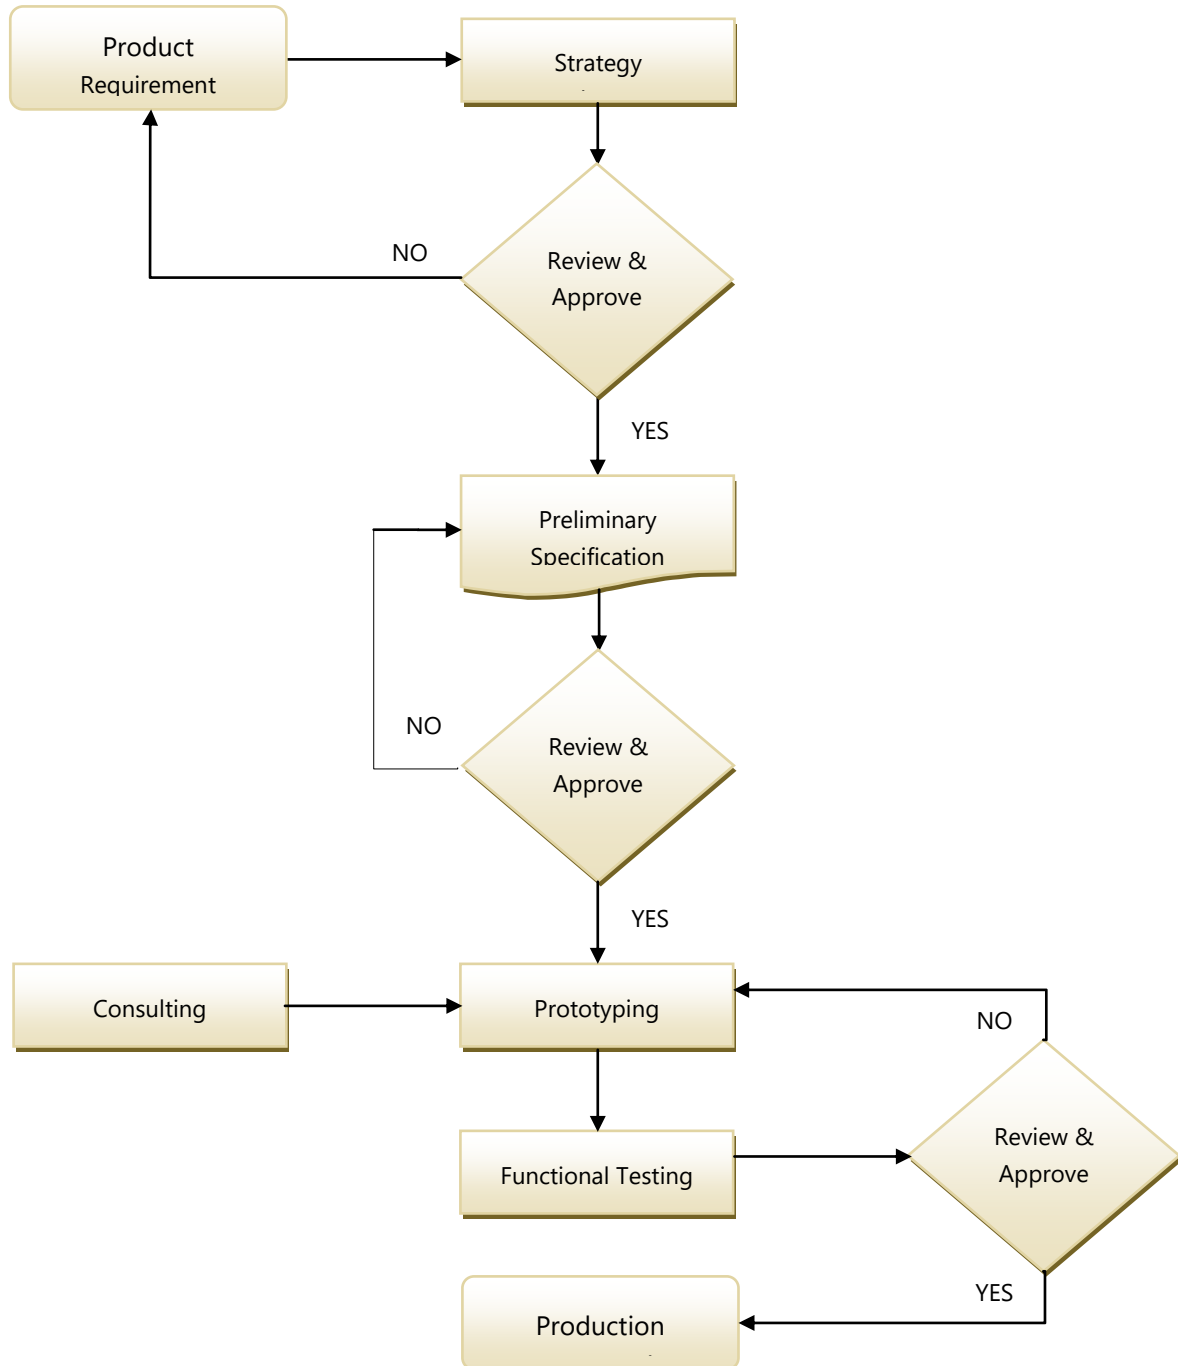 Product
Requirement
Strategy
NO
Review &
Approve
YES
Preliminary
Specification
NO
Review &
Approve
YES
Consulting
Prototyping
NO
Review &
Approve
Functional Testing
YES
Production